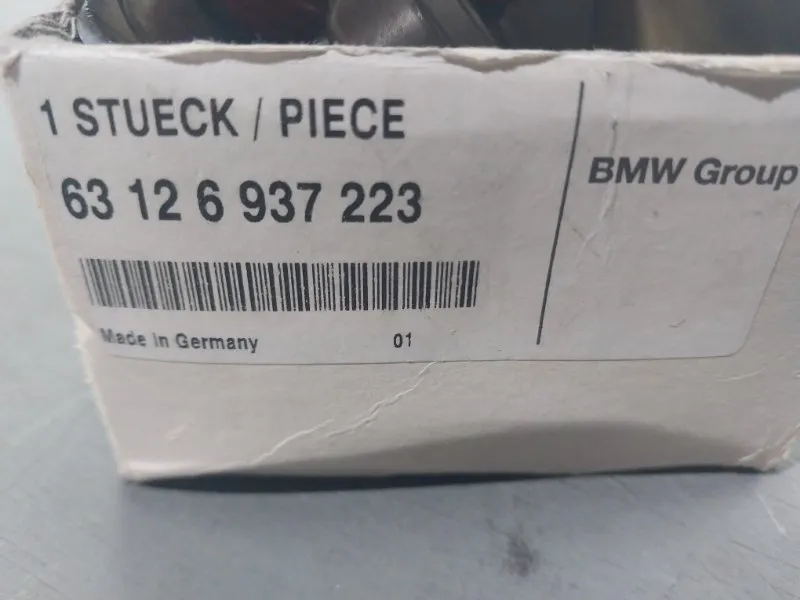 1 STUECK / PIECE
63 12 6 937 223
BMW Group
Made in Germany
01